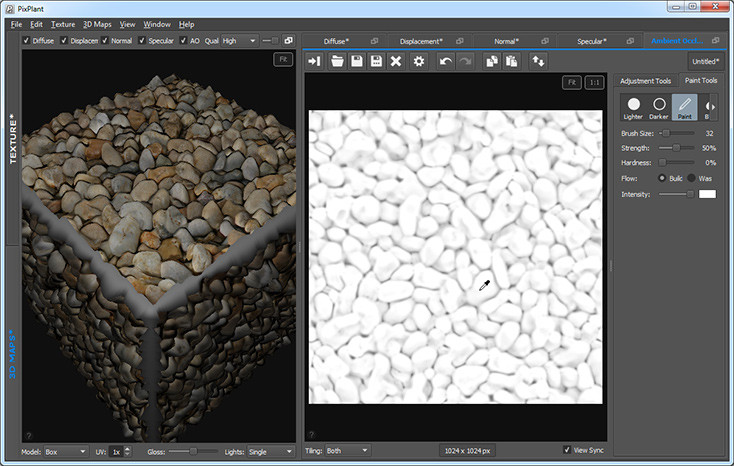 PixPlant
File Edit Texture 3D Maps View Window Help
Diffuse Displacem Normal Specular AO Qual High
Diffuse* Displacement* Normal* Specular* Ambient Occl...
Fit
Fit 1:1
Untitled*
Adjustment Tools Paint Tools
Lighter Darker Paint B
Brush Size: 32
Strength: 50%
Hardness: 0%
Flow: Builc Was
Intensity:
TEXTURE*
3D MAPS*
?
?
Model: Box UV: 1x Gloss: Lights: Single
Tiling: Both 1024 x 1024 px View Sync